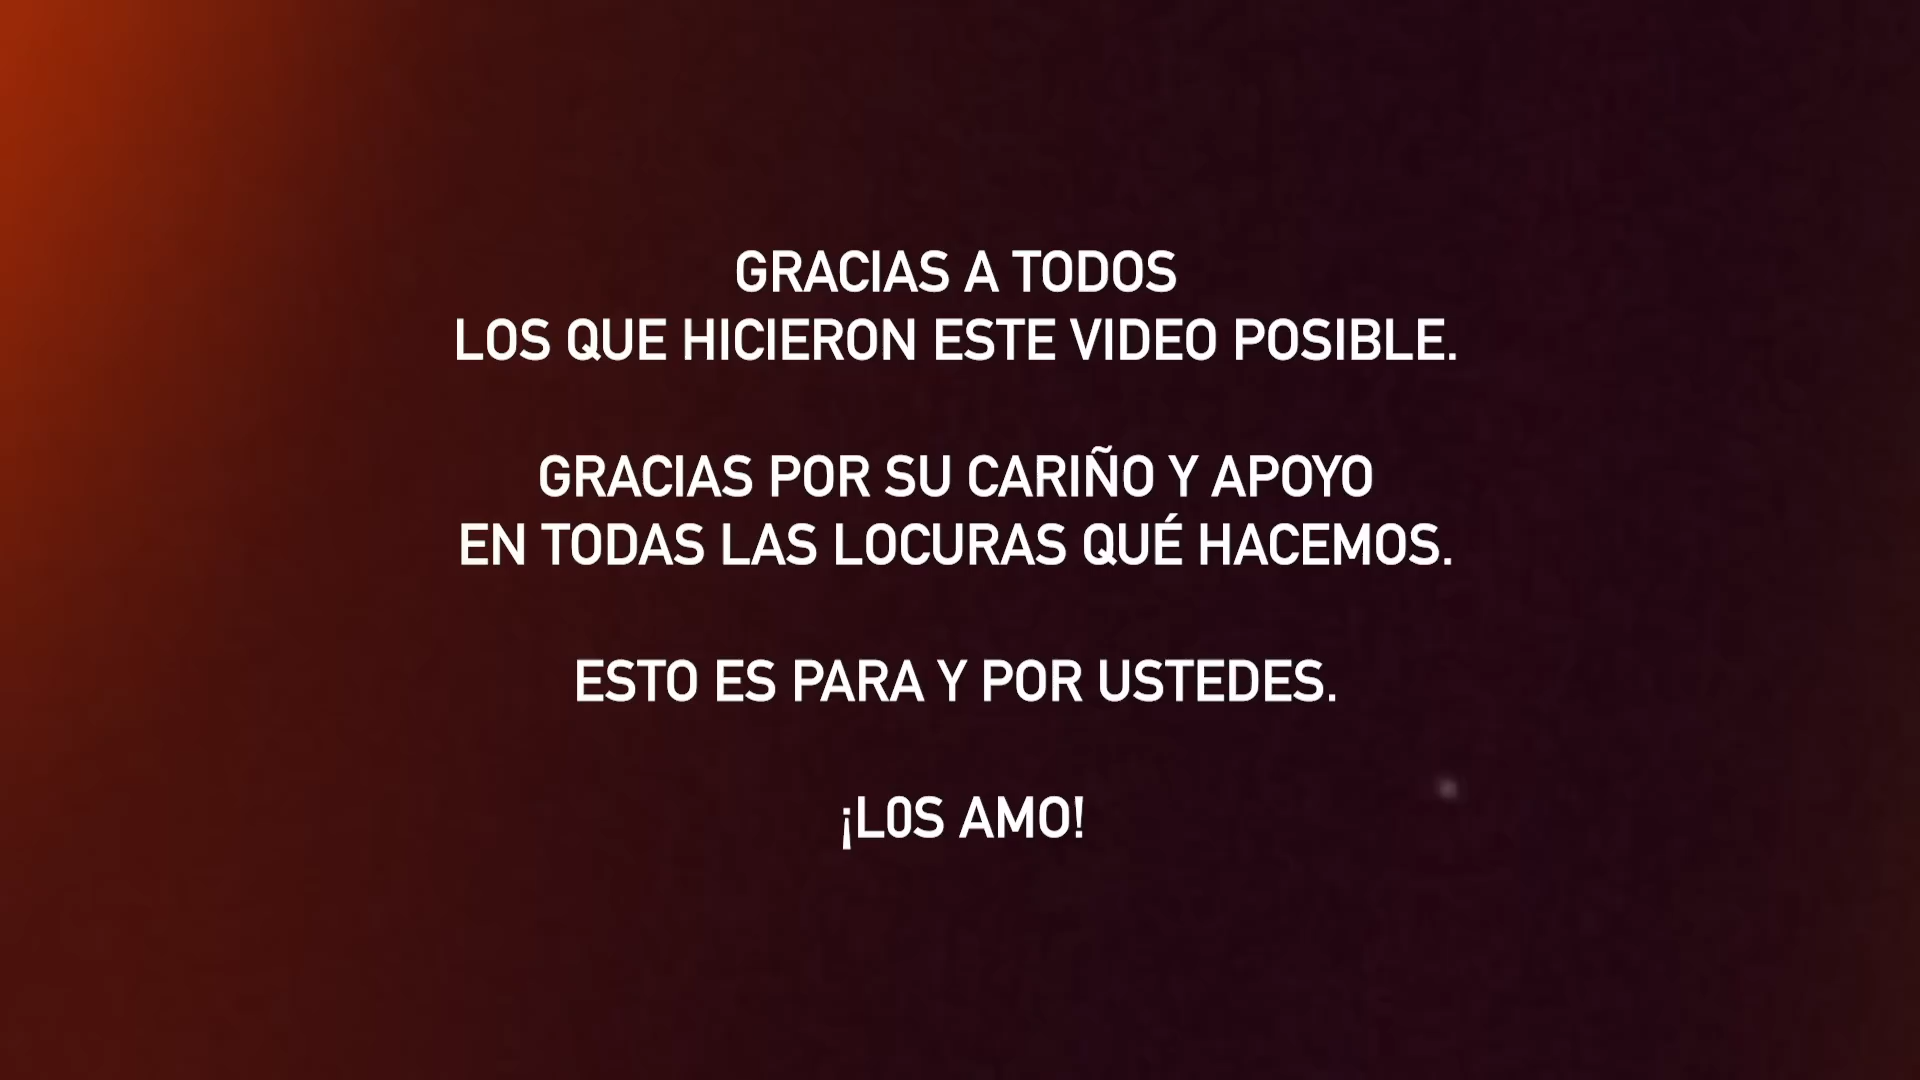 GRACIAS A TODOS
LOS QUE HICIERON ESTE VIDEO POSIBLE.
GRACIAS POR SU CARIÑO Y APOYO
EN TODAS LAS LOCURAS QUÉ HACEMOS.
ESTO ES PARA Y POR USTEDES.
¡LOS AMO!